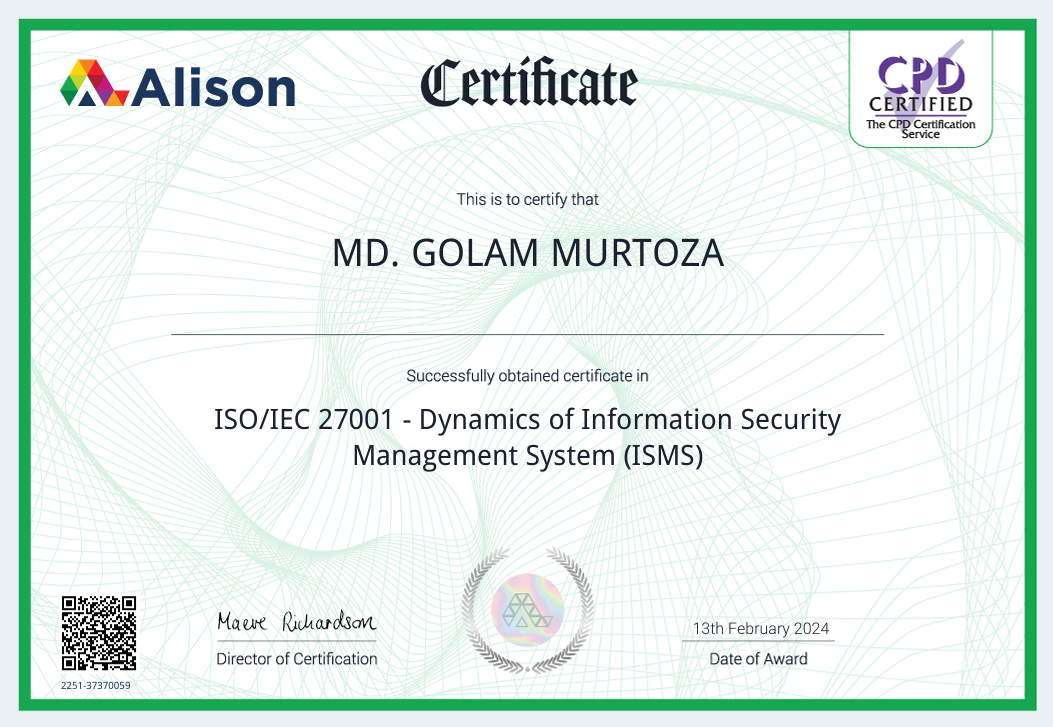 Alison
Certificate
CPD
CERTIFIED
The CPD Certification
Service
This is to certify that
MD. GOLAM MURTOZA
Successfully obtained certificate in
ISO/IEC 27001 - Dynamics of Information Security
Management System (ISMS)
Maeve Richardson
Director of Certification
13th February 2024
Date of Award
2251-37370059